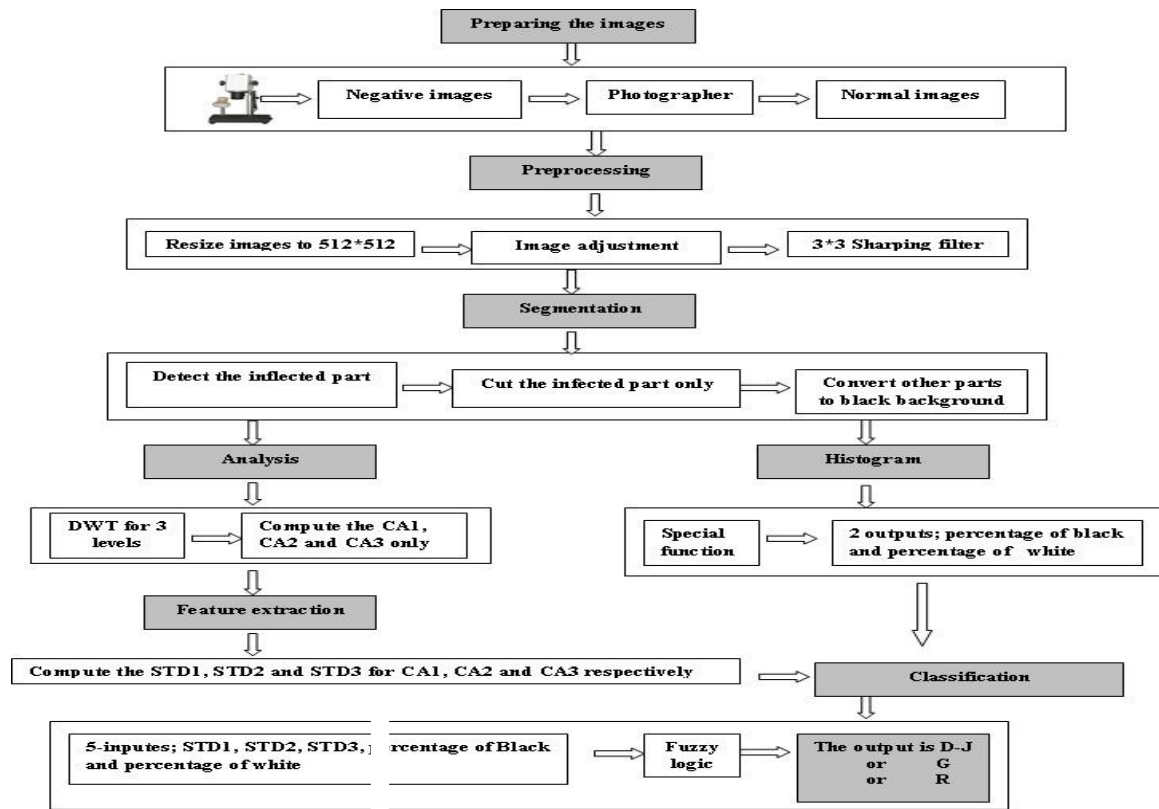 Preparing the images
Negative images
Photographer
Normal images
Preprocessing
Resize images to 512*512
Image adjustment
3*3 Sharping filter
Segmentation
Detect the inflected part
Cut the infected part only
Convert other parts
to black background
Analysis
Histogram
DWT for 3
levels
Compute the CA1,
CA2 and CA3 only
Special
function
2 outputs; percentage of black
and percentage of white
Feature extraction
Compute the STD1, STD2 and STD3 for CA1, CA2 and CA3 respectively
Classification
5-inputes; STD1, STD2, STD3, percentage of Black
and percentage of white
Fuzzy
logic
The output is D-J
or G
or R